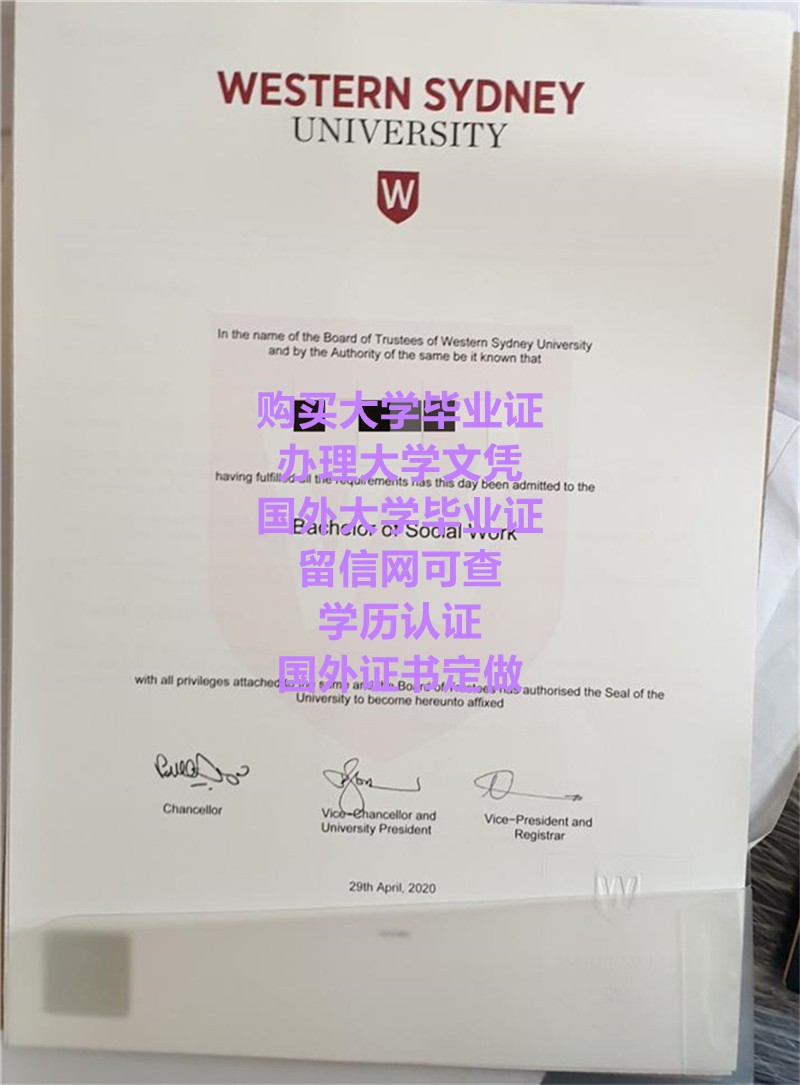 WESTERN SYDNEY
UNIVERSITY
W
In the name of the Board of Trustees of Western Sydney University
and by the Authority of the same be it known that
购买大学毕业证
办理大学文凭
having fulfilled all the requirements has this day been admitted to the
国外大学毕业证
Bachelor of Social Work
留信网可查
学历认证
国外证书定做
with all privileges attached to the same and the Board of Trustees has authorised the Seal of the
University to become hereunto affixed
Chancellor
Vice-Chancellor and
University President
Vice-President and
Registrar
29th April, 2020
W